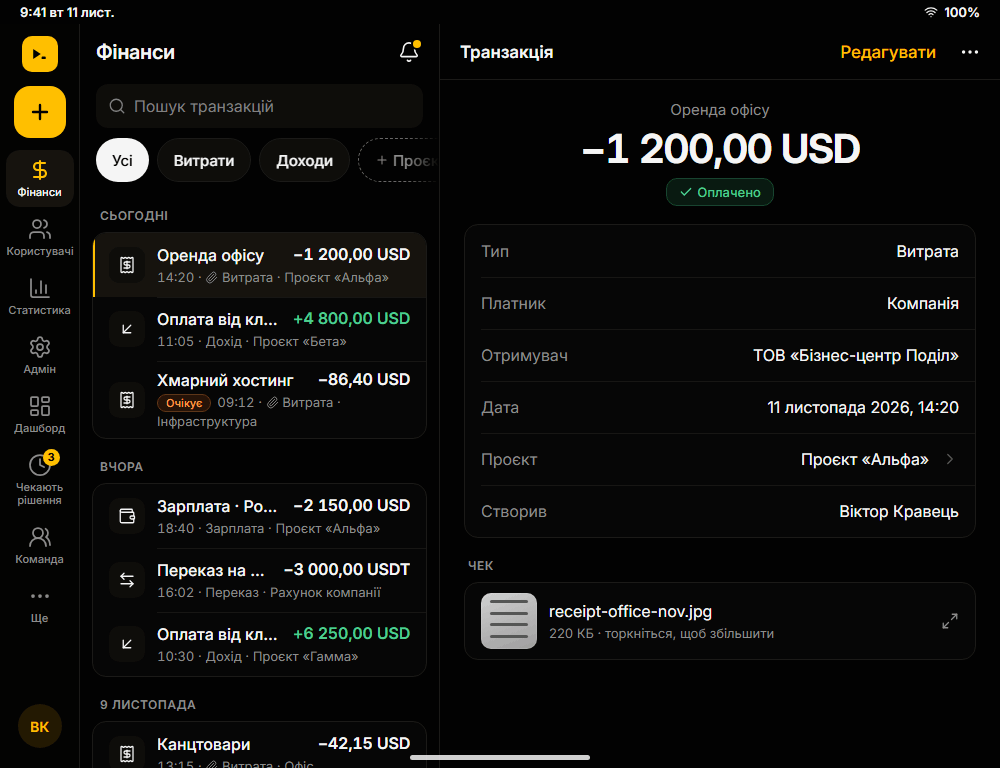 9:41 вт 11 лист.
100%
Фінанси
Користувачі
Статистика
Адмін
Дашборд
3
Чекають
рішення
Команда
Ще
ВК
Фінанси
Пошук транзакцій
Усі
Витрати
Доходи
+
СЬОГОДНІ
Оренда офісу −1 200,00 USD
14:20 · Витрата · Проєкт «Альфа»
Оплата від кл... +4 800,00 USD
11:05 · Дохід · Проєкт «Бета»
Хмарний хостинг −86,40 USD
Очікує 09:12 · Витрата ·
Інфраструктура
ВЧОРА
Зарплата · Ро... −2 150,00 USD
18:40 · Зарплата · Проєкт «Альфа»
Переказ на ... −3 000,00 USDT
16:02 · Переказ · Рахунок компанії
Оплата від кл... +6 250,00 USD
10:30 · Дохід · Проєкт «Гамма»
9 ЛИСТОПАДА
Канцтовари −42,15 USD
13:15 · Витрата · Офіс
Транзакція
Редагувати
Оренда офісу
−1 200,00 USD
Оплачено
Тип Витрата
Платник Компанія
Отримувач ТОВ «Бізнес-центр Поділ»
Дата 11 листопада 2026, 14:20
Проєкт Проєкт «Альфа»
Створив Віктор Кравець
ЧЕК
receipt-office-nov.jpg
220 КБ · торкніться, щоб збільшити